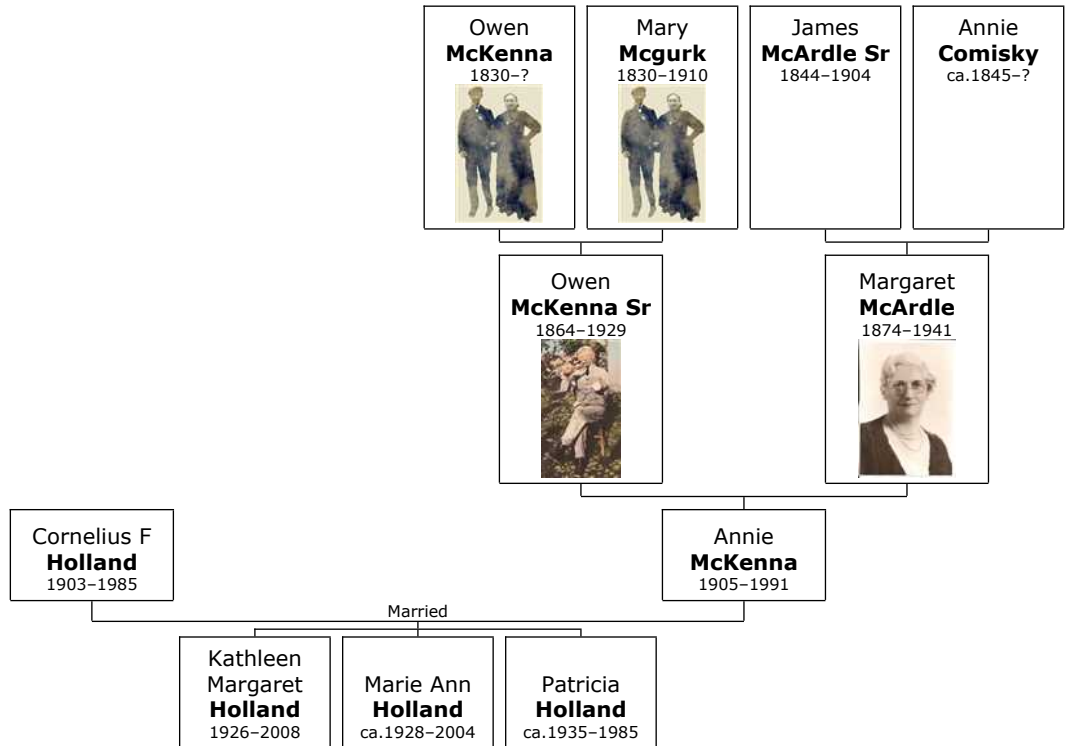 Owen
McKenna
1830–?
Mary
Mcgurk
1830–1910
James
McArdle Sr
1844–1904
Annie
Comisky
ca.1845–?
Owen
McKenna Sr
1864–1929
Margaret
McArdle
1874–1941
Cornelius F
Holland
1903–1985
Annie
McKenna
1905–1991
Married
Kathleen
Margaret
Holland
1926–2008
Marie Ann
Holland
ca.1928–2004
Patricia
Holland
ca.1935–1985